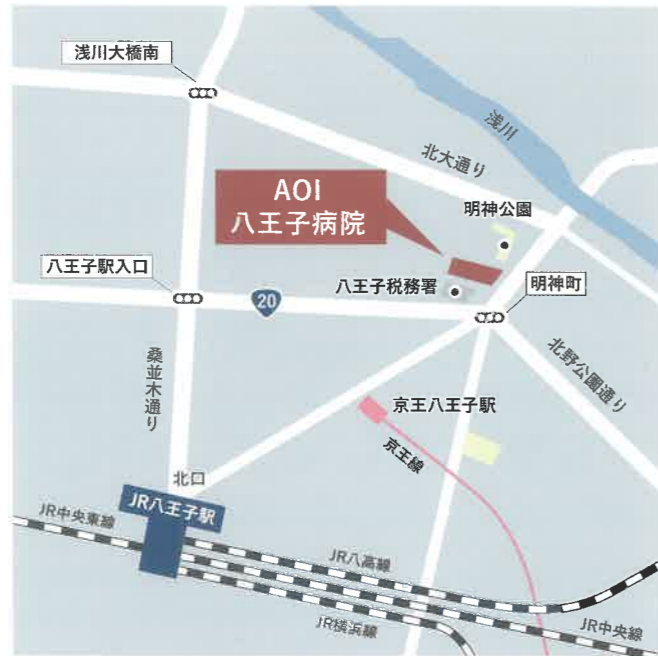 浅川大橋南
浅川
北大通り
AOI
八王子病院
明神公園
八王子駅入口
八王子税務署
明神町
20
桑並木通り
北野公園通り
京王八王子駅
京王線
北口
JR八王子駅
JR中央東線
JR八高線
JR横浜線
JR中央線